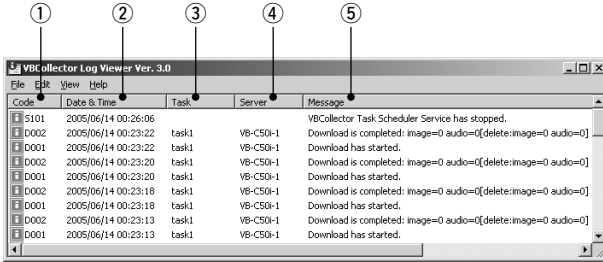 ① ② ③ ④ ⑤
VBCollector Log Viewer Ver. 3.0
File Edit View Help
Code Date & Time Task Server Message
S101 2005/06/14 00:26:06 VBCollector Task Scheduler Service has stopped.
D002 2005/06/14 00:23:22 task1 VB-C50i-1 Download is completed: image=0 audio=0[delete:image=0 audio=0]
D001 2005/06/14 00:23:22 task1 VB-C50i-1 Download has started.
D002 2005/06/14 00:23:20 task1 VB-C50i-1 Download is completed: image=0 audio=0[delete:image=0 audio=0]
D001 2005/06/14 00:23:20 task1 VB-C50i-1 Download has started.
D002 2005/06/14 00:23:18 task1 VB-C50i-1 Download is completed: image=0 audio=0[delete:image=0 audio=0]
D001 2005/06/14 00:23:18 task1 VB-C50i-1 Download has started.
D002 2005/06/14 00:23:13 task1 VB-C50i-1 Download is completed: image=0 audio=0[delete:image=0 audio=0]
D001 2005/06/14 00:23:13 task1 VB-C50i-1 Download has started.